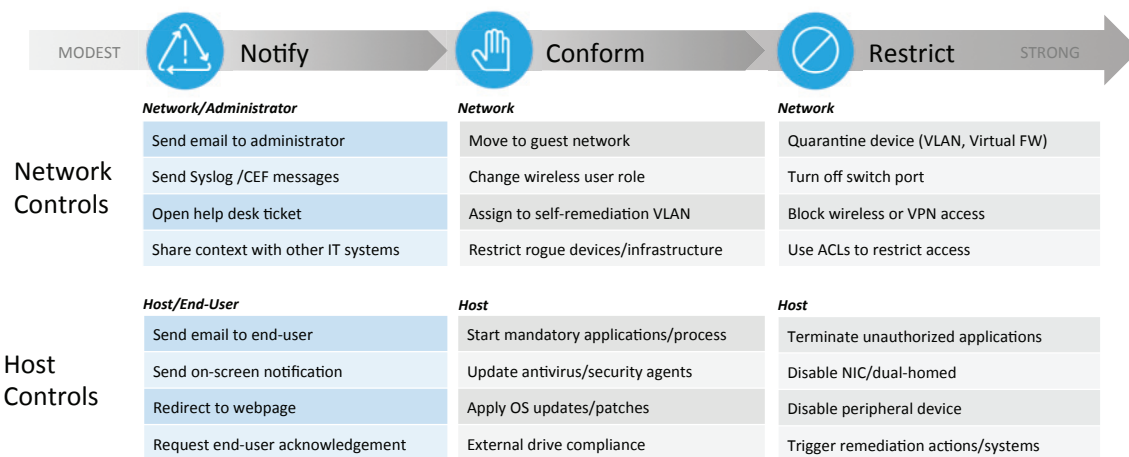 MODEST Notify Conform Restrict STRONG
Network/Administrator Network Network
Network Controls
Send email to administrator Move to guest network Quarantine device (VLAN, Virtual FW)
Send Syslog /CEF messages Change wireless user role Turn off switch port
Open help desk ticket Assign to self-remediation VLAN Block wireless or VPN access
Share context with other IT systems Restrict rogue devices/infrastructure Use ACLs to restrict access
Host/End-User Host Host
Host Controls
Send email to end-user Start mandatory applications/process Terminate unauthorized applications
Send on-screen notification Update antivirus/security agents Disable NIC/dual-homed
Redirect to webpage Apply OS updates/patches Disable peripheral device
Request end-user acknowledgement External drive compliance Trigger remediation actions/systems